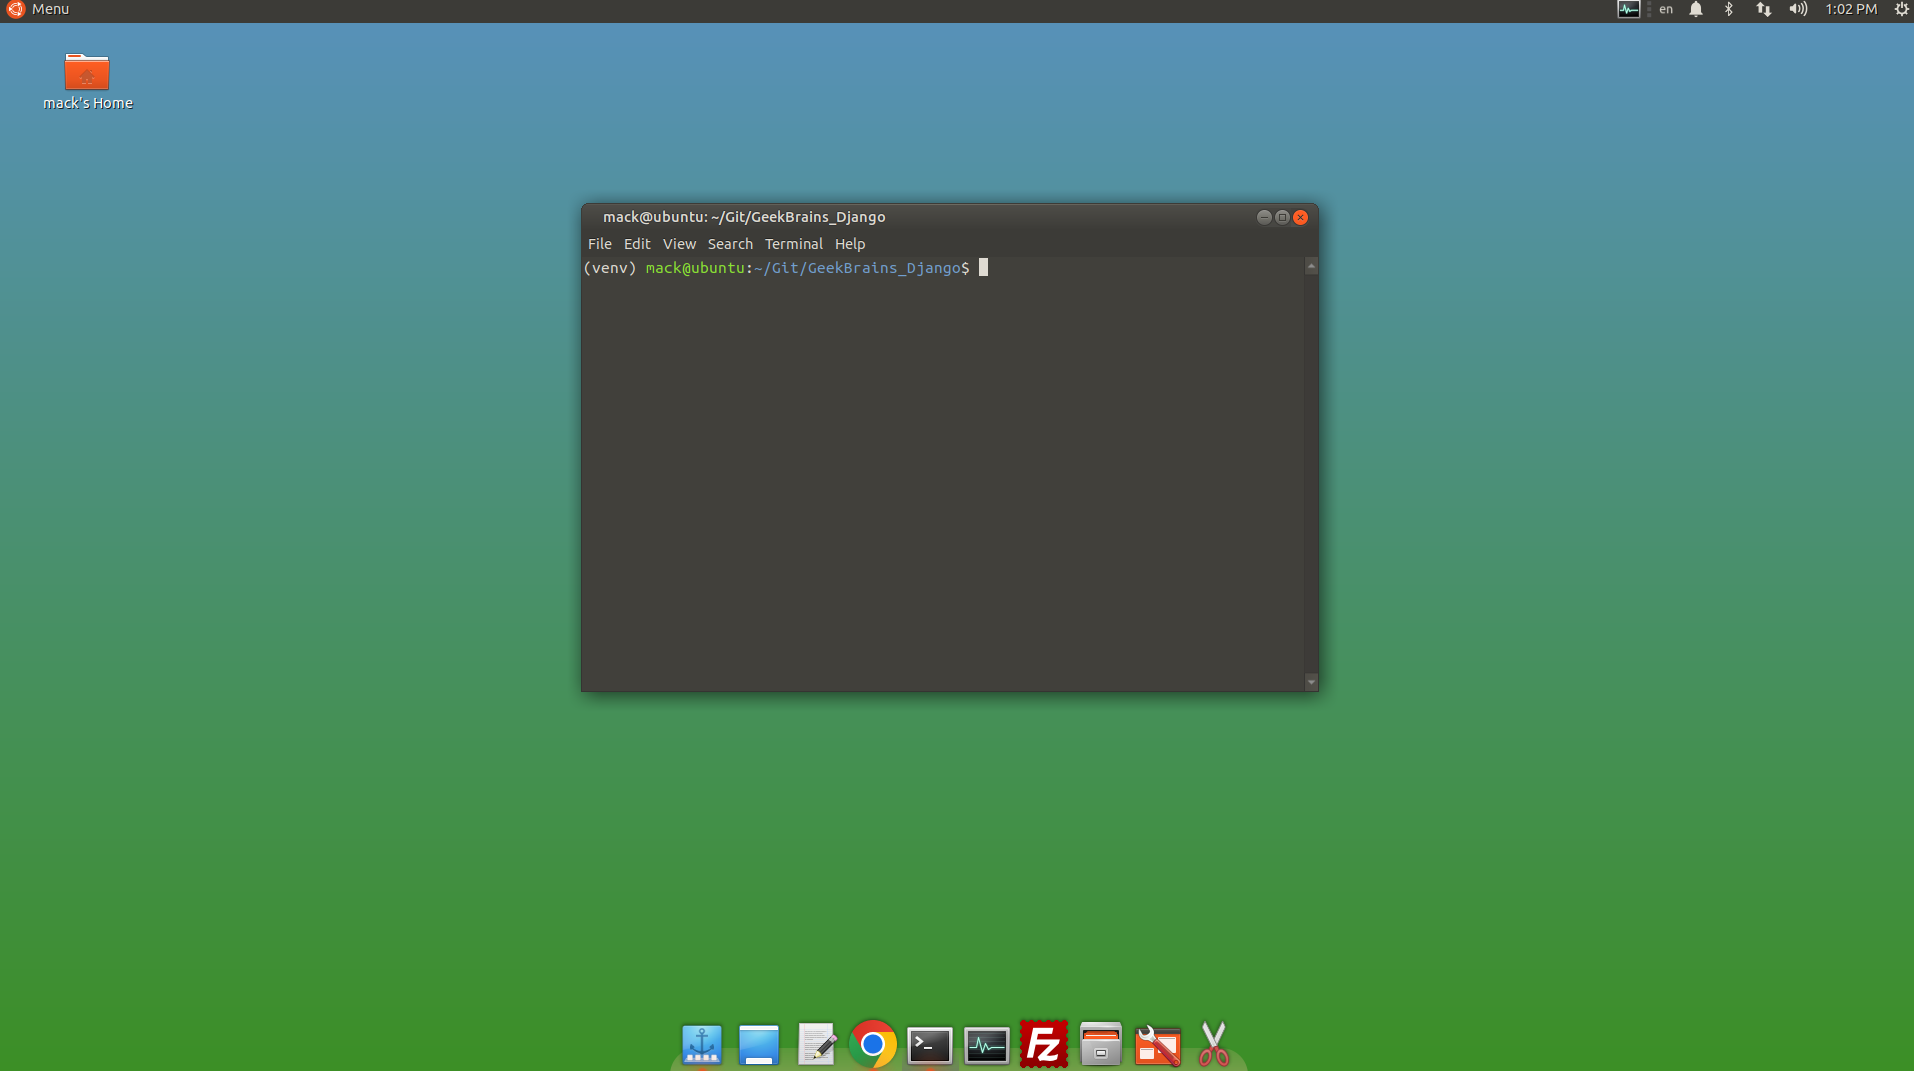 Menu
en
1:02 PM
mack's Home
mack@ubuntu: ~/Git/GeekBrains_Django
File Edit View Search Terminal Help
(venv) mack@ubuntu:~/Git/GeekBrains_Django$
Fz